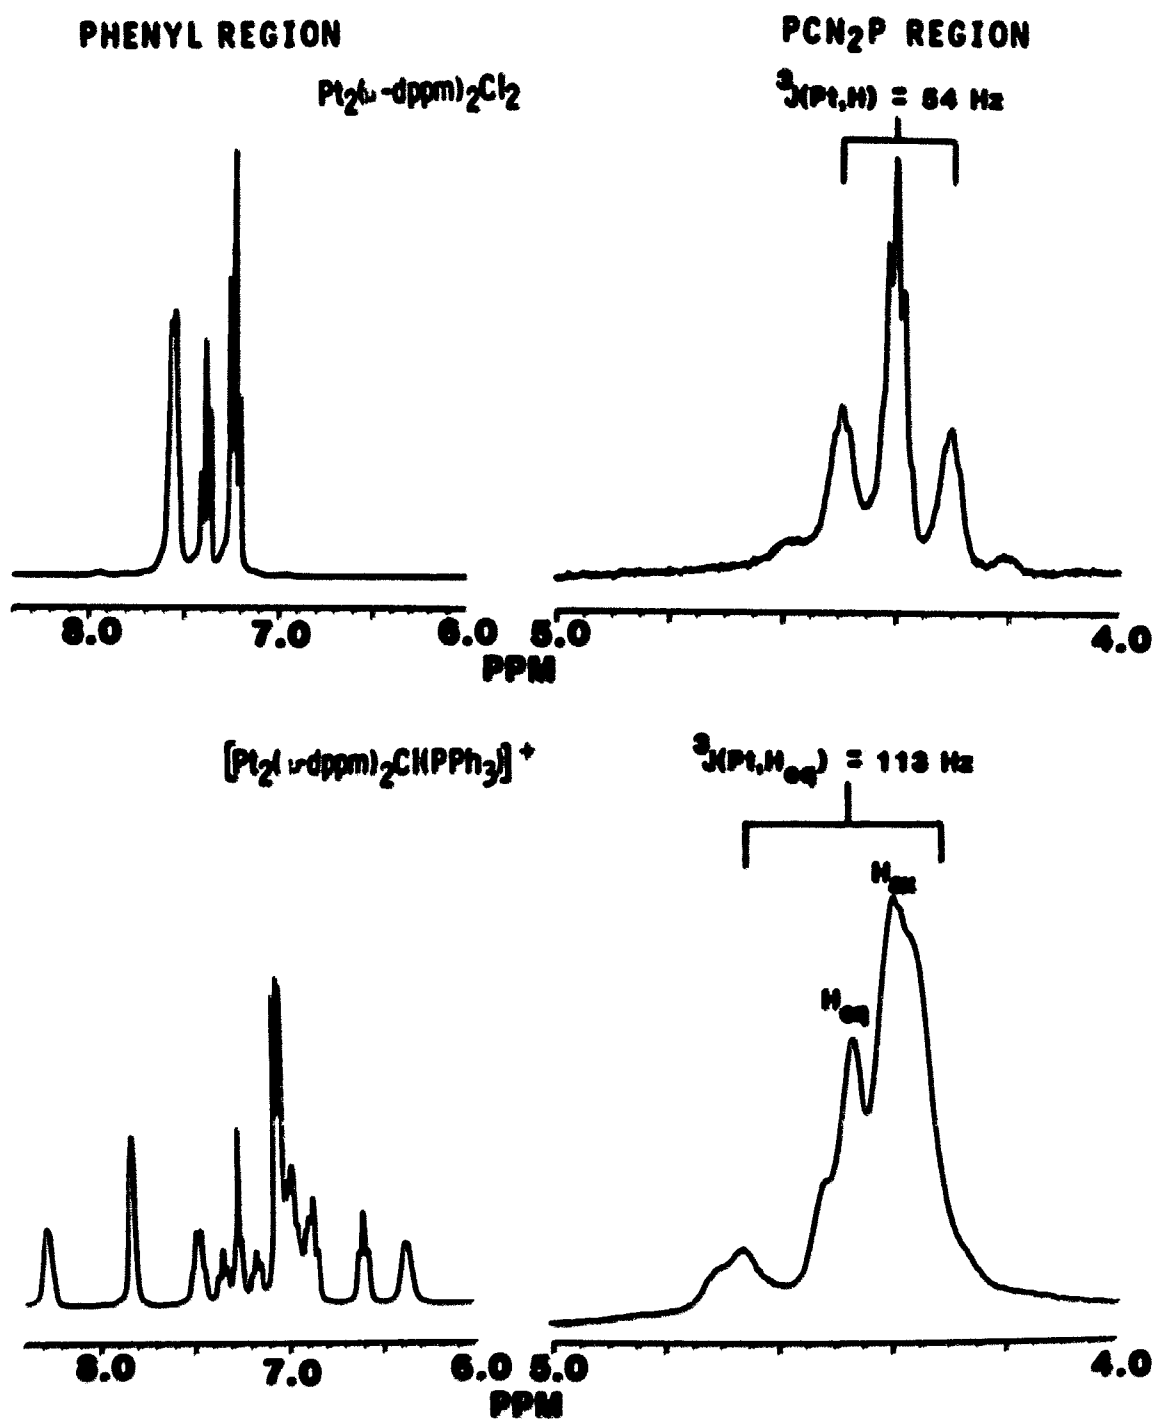 PHENYL REGION
PCN₂P REGION
Pt₂(μ-dppm)₂Cl₂
³J(Pt,H) = 54 Hz
8.0 7.0 6.0 5.0 4.0
PPM
[Pt₂(μ-dppm)₂Cl(PPh₃)]⁺
³J(Pt,Heq) = 113 Hz
Hax
Heq
8.0 7.0 6.0 5.0 4.0
PPM